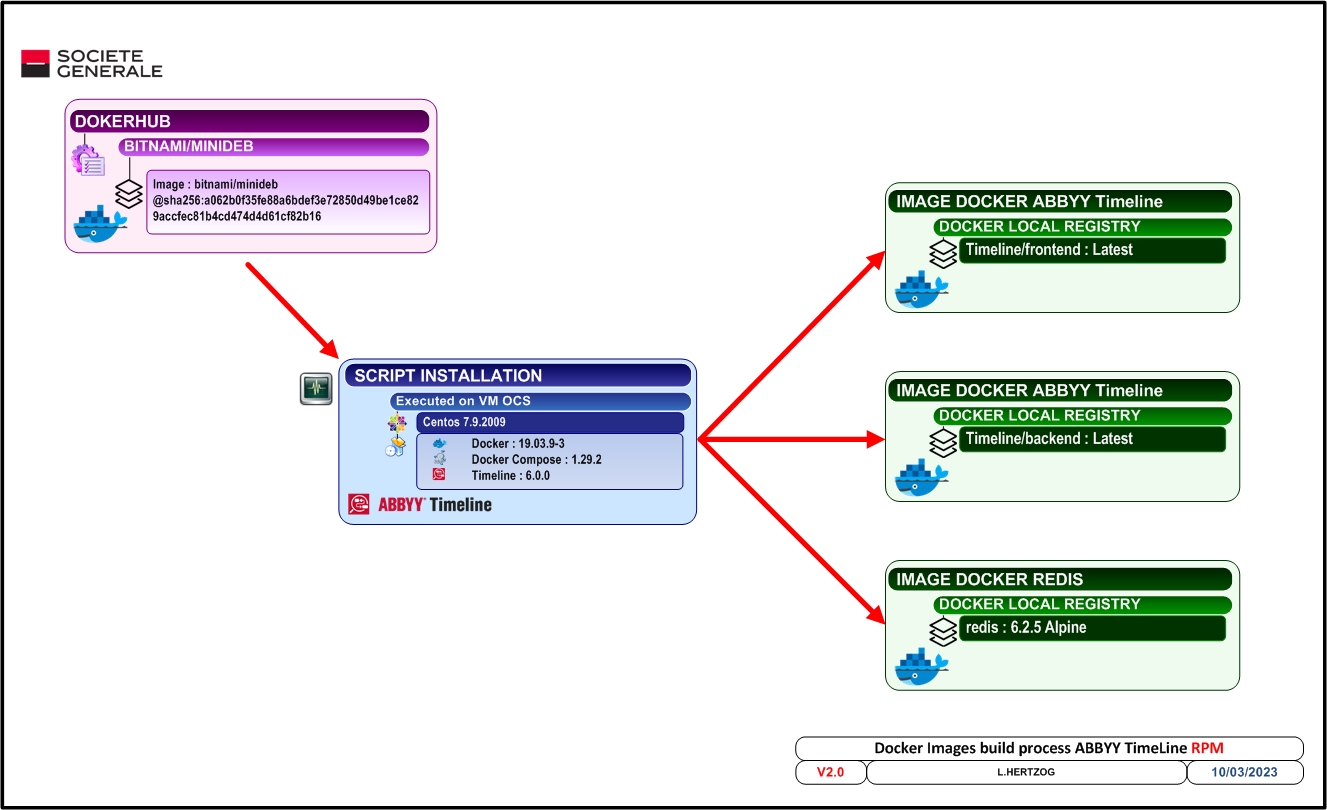 SOCIETE
GENERALE
DOKERHUB
BITNAMI/MINIDEB
Image : bitnami/minideb
@sha256:a062b0f35fe88a6bdef3e72850d49be1ce82
9accfec81b4cd474d4d61cf82b16
SCRIPT INSTALLATION
Executed on VM OCS
Centos 7.9.2009
Docker : 19.03.9-3
Docker Compose : 1.29.2
Timeline : 6.0.0
ABBYY® Timeline
IMAGE DOCKER ABBYY Timeline
DOCKER LOCAL REGISTRY
Timeline/frontend : Latest
IMAGE DOCKER ABBYY Timeline
DOCKER LOCAL REGISTRY
Timeline/backend : Latest
IMAGE DOCKER REDIS
DOCKER LOCAL REGISTRY
redis : 6.2.5 Alpine
Docker Images build process ABBYY TimeLine RPM
V2.0
L.HERTZOG
10/03/2023